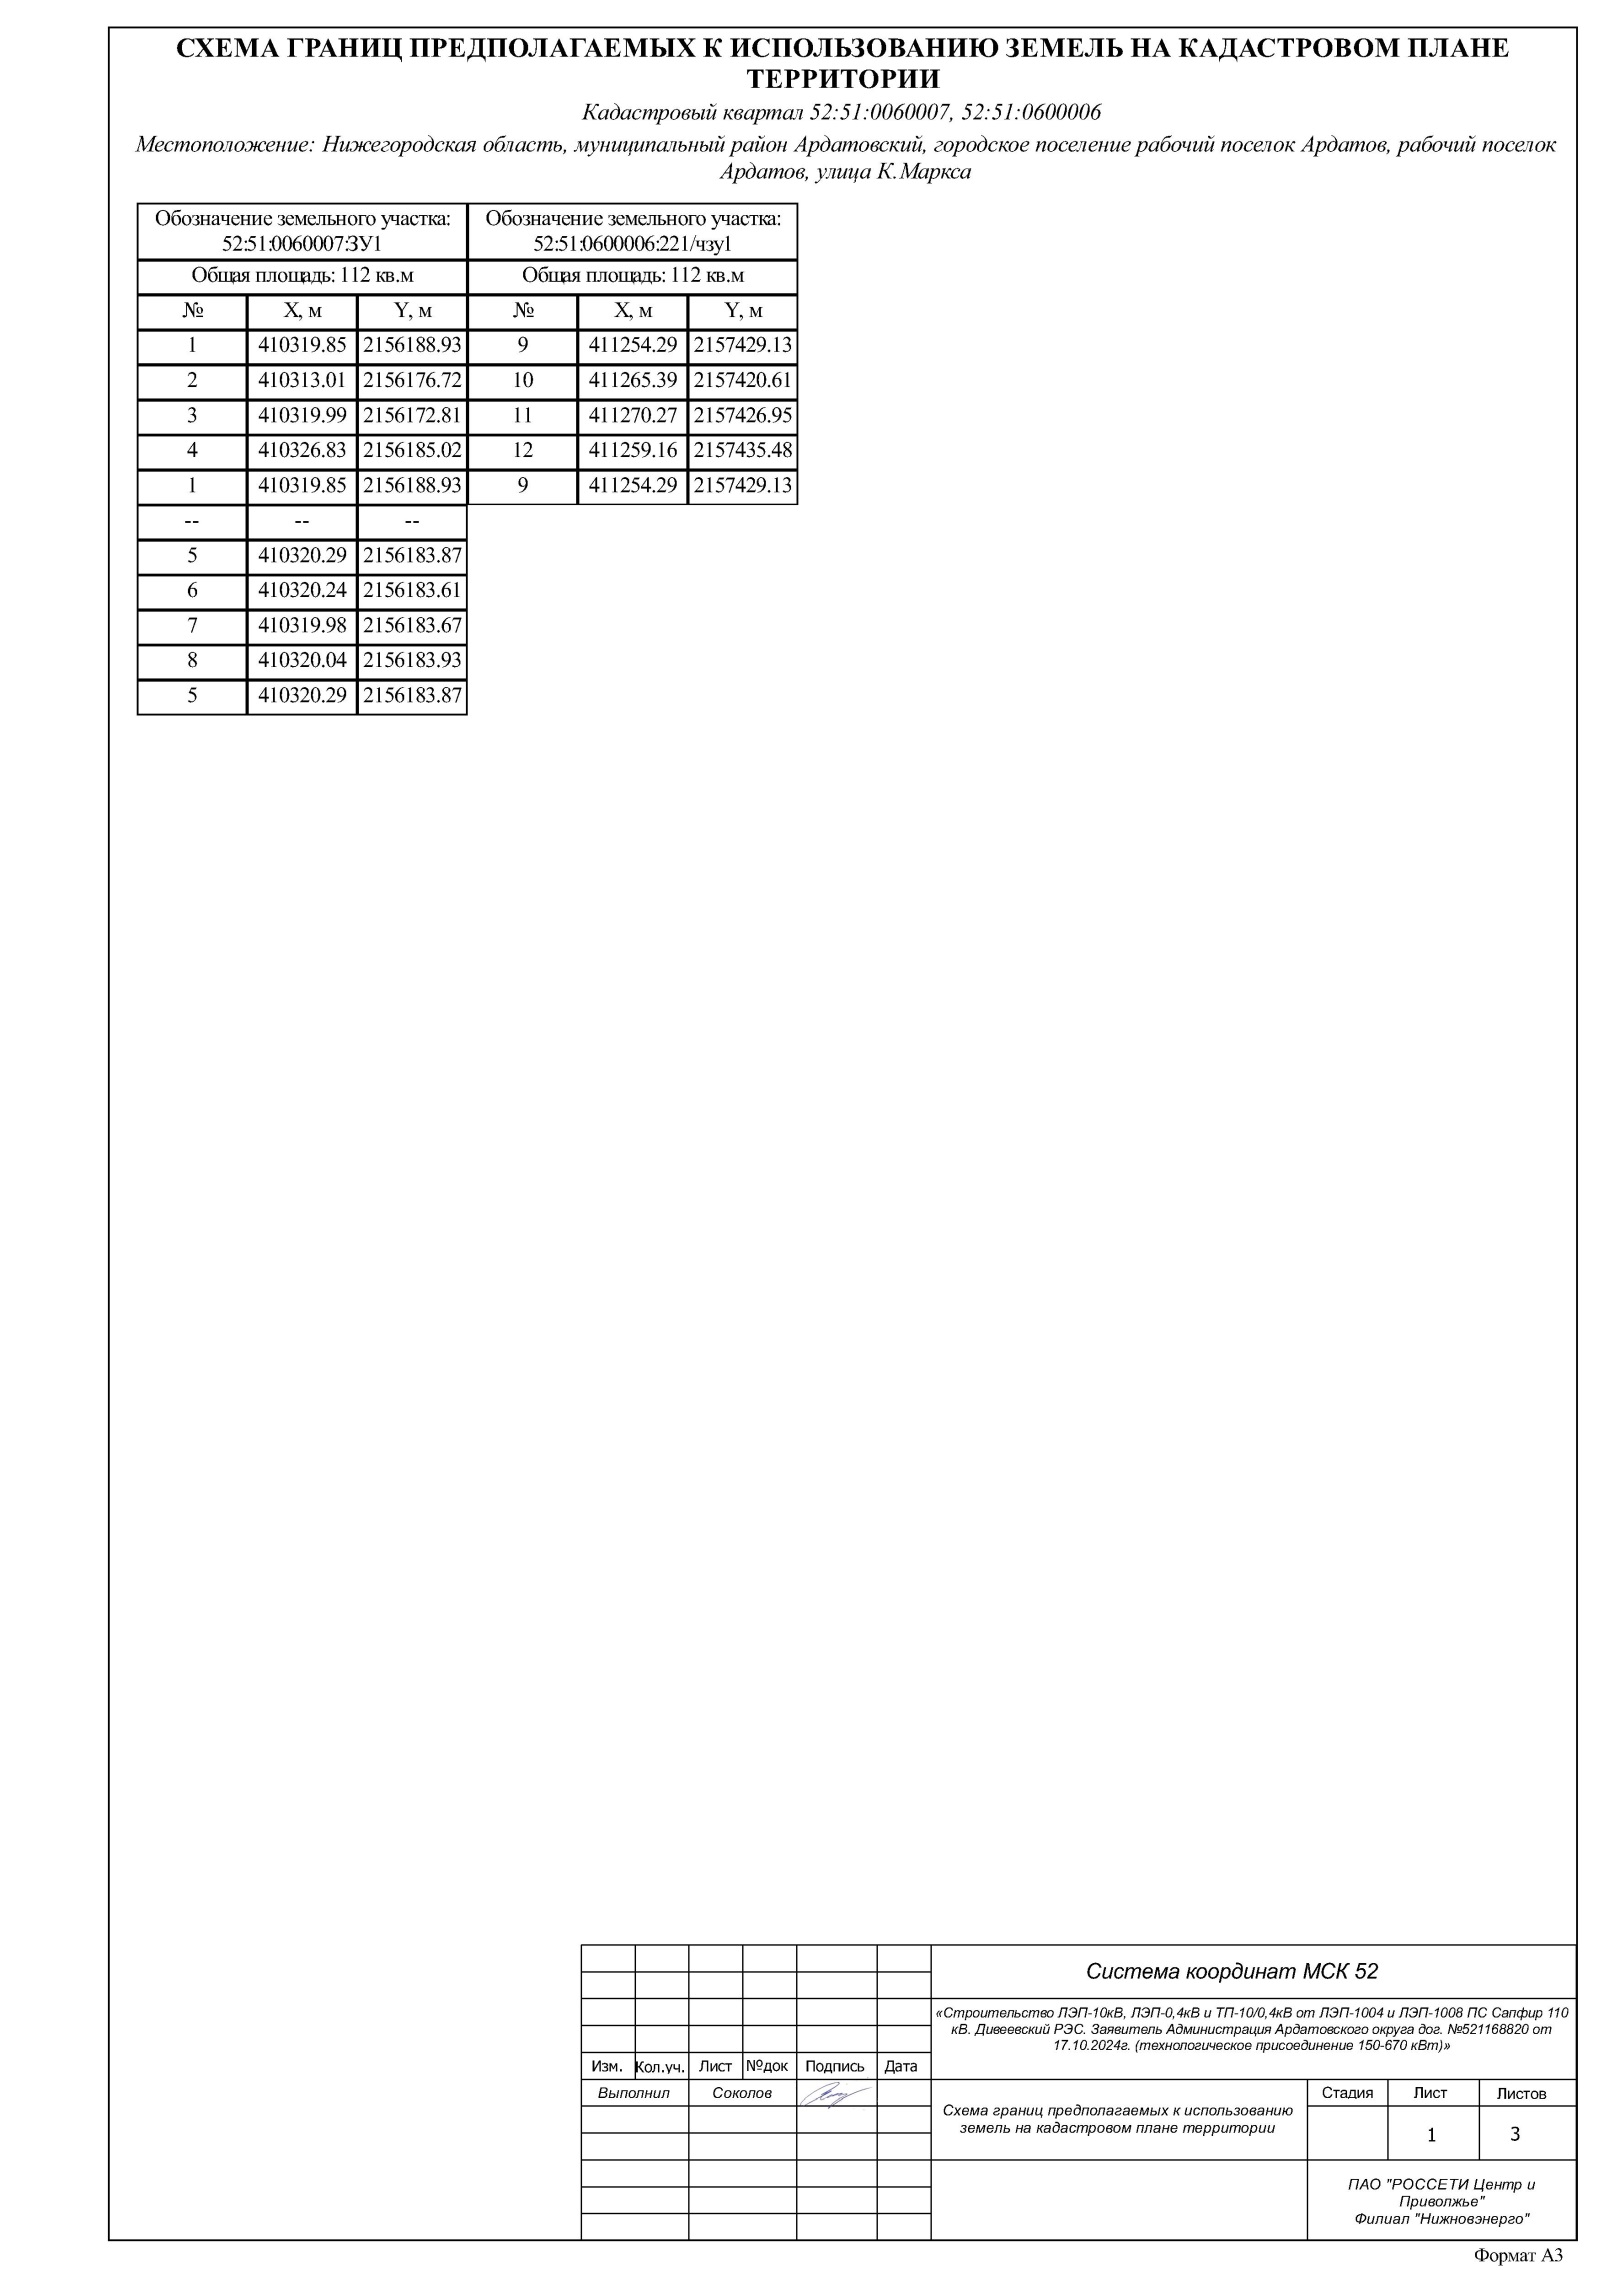 СХЕМА ГРАНИЦ ПРЕДПОЛАГАЕМЫХ К ИСПОЛЬЗОВАНИЮ ЗЕМЕЛЬ НА КАДАСТРОВОМ ПЛАНЕ
ТЕРРИТОРИИ
Кадастровый квартал 52:51:0060007, 52:51:0600006
Местоположение: Нижегородская область, муниципальный район Ардатовский, городское поселение рабочий поселок Ардатов, рабочий поселок
Ардатов, улица К.Маркса
Обозначение земельного участка: Обозначение земельного участка:
52:51:0060007:ЗУ1 52:51:0600006:221/чзу1
Общая площадь: 112 кв.м Общая площадь: 112 кв.м
№ X, м Y, м № X, м Y, м
1 410319.85 2156188.93 9 411254.29 2157429.13
2 410313.01 2156176.72 10 411265.39 2157420.61
3 410319.99 2156172.81 11 411270.27 2157426.95
4 410326.83 2156185.02 12 411259.16 2157435.48
1 410319.85 2156188.93 9 411254.29 2157429.13
-- -- --
5 410320.29 2156183.87
6 410320.24 2156183.61
7 410319.98 2156183.67
8 410320.04 2156183.93
5 410320.29 2156183.87
Система координат МСК 52
«Строительство ЛЭП-10кВ, ЛЭП-0,4кВ и ТП-10/0,4кВ от ЛЭП-1004 и ЛЭП-1008 ПС Сапфир 110
кВ. Дивеевский РЭС. Заявитель Администрация Ардатовского округа дог. №521168820 от
17.10.2024г. (технологическое присоединение 150-670 кВт)»
Изм. Кол.уч. Лист №док Подпись Дата
Выполнил Соколов
Схема границ предполагаемых к использованию
земель на кадастровом плане территории
Стадия Лист Листов
1 3
ПАО "РОССЕТИ Центр и
Приволжье"
Филиал "Нижновэнерго"
Формат А3